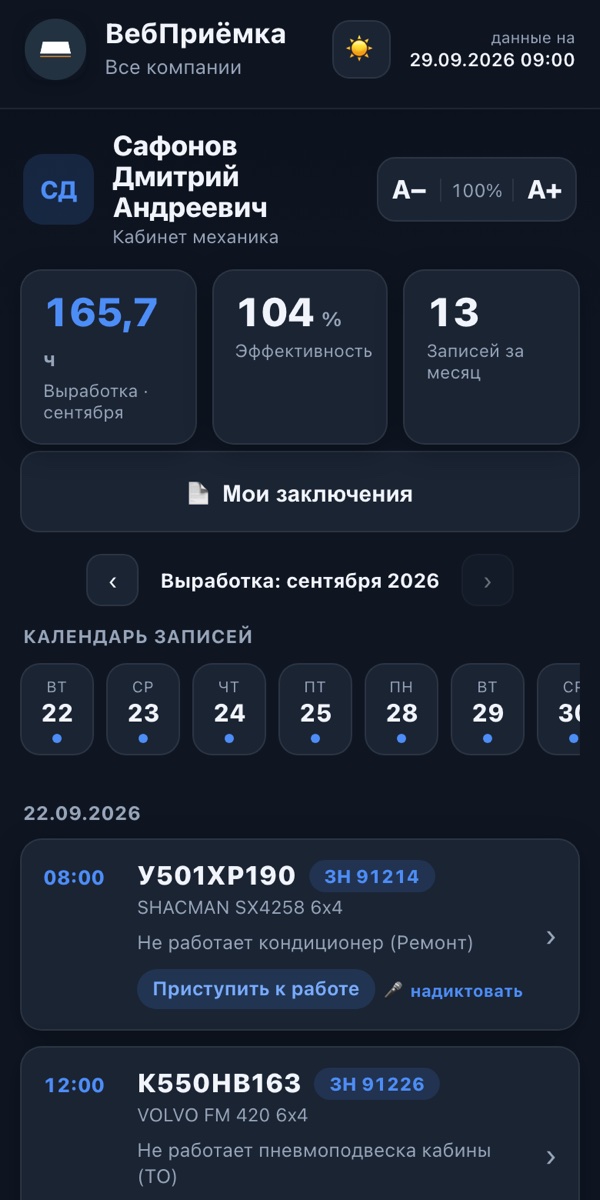 ВебПриёмка
Все компании
данные на
29.09.2026 09:00
СД
Сафонов
Дмитрий
Андреевич
Кабинет механика
A− 100% A+
165,7
ч
Выработка ·
сентября
104 %
Эффективность
13
Записей за
месяц
Мои заключения
‹ Выработка: сентября 2026 ›
КАЛЕНДАРЬ ЗАПИСЕЙ
ВТ
22
СР
23
ЧТ
24
ПТ
25
ПН
28
ВТ
29
СР
30
22.09.2026
08:00
У501ХР190 ЗН 91214
SHACMAN SX4258 6x4
Не работает кондиционер (Ремонт)
Приступить к работе надиктовать
12:00
К550НВ163 ЗН 91226
VOLVO FM 420 6x4
Не работает пневмоподвеска кабины
(ТО)